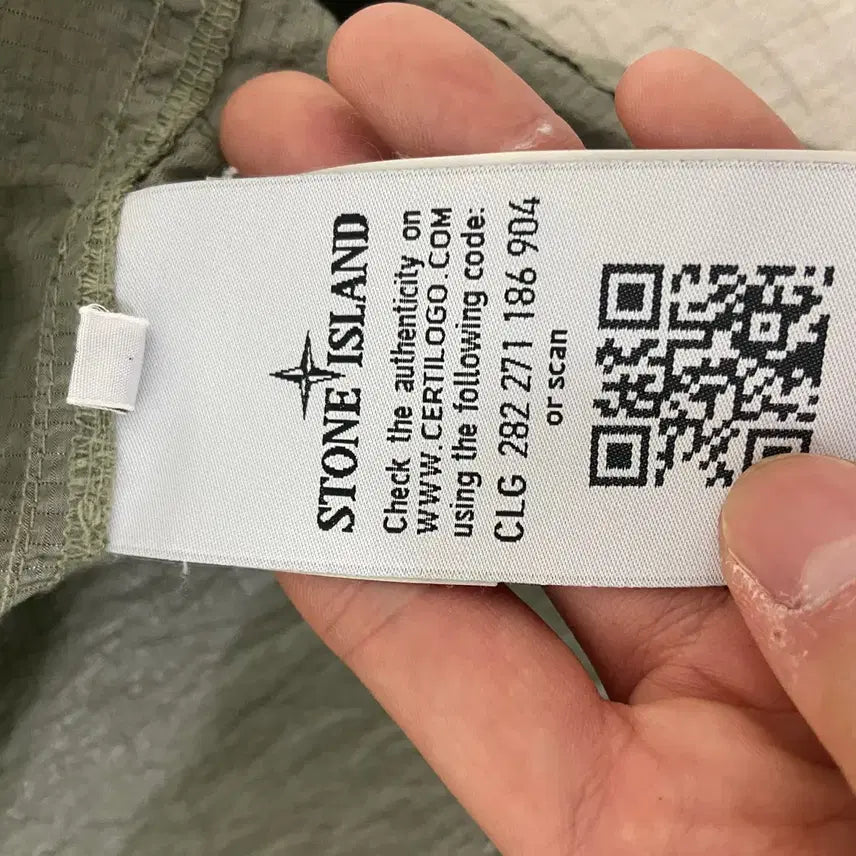 STONE ISLAND
Check the authenticity on
WWW.CERTILOGO.COM
using the following code:
CLG 282 271 186 904
or scan